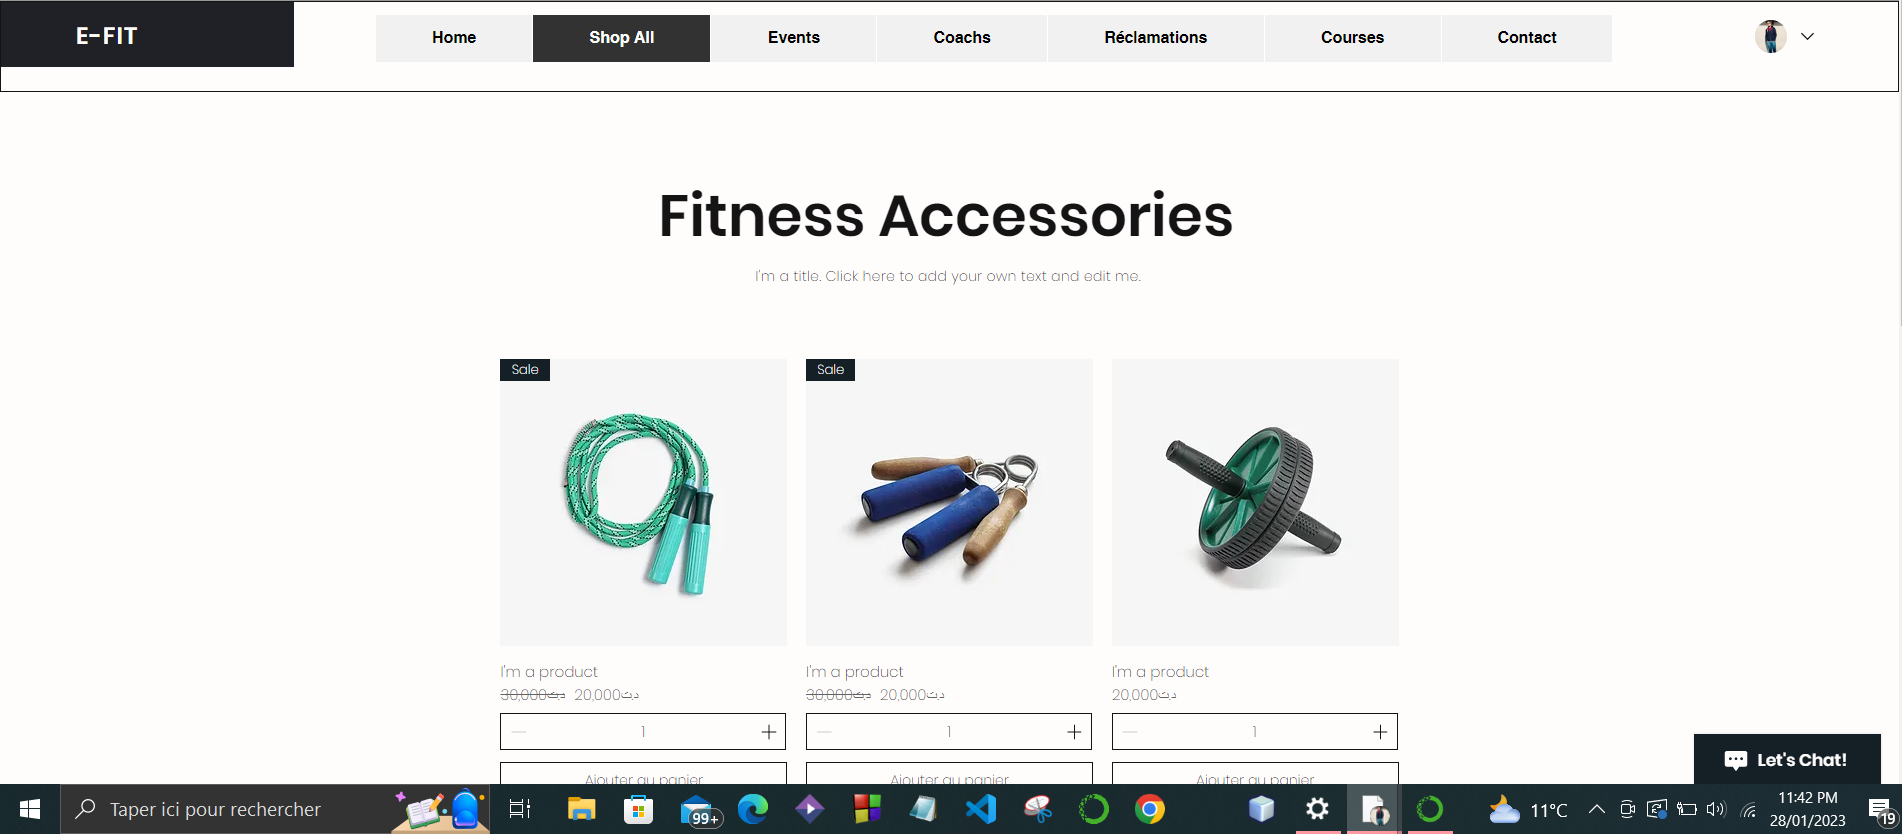 E-FIT
Home Shop All Events Coachs Réclamations Courses Contact
Fitness Accessories
I'm a title. Click here to add your own text and edit me.
Sale Sale
I'm a product I'm a product I'm a product
30,000د.ت 20,000د.ت 30,000د.ت 20,000د.ت 20,000د.ت
1 1 1
Ajouter au panier Ajouter au panier Ajouter au panier
Let's Chat!
Taper ici pour rechercher 99+ 11°C 11:42 PM
28/01/2023 19